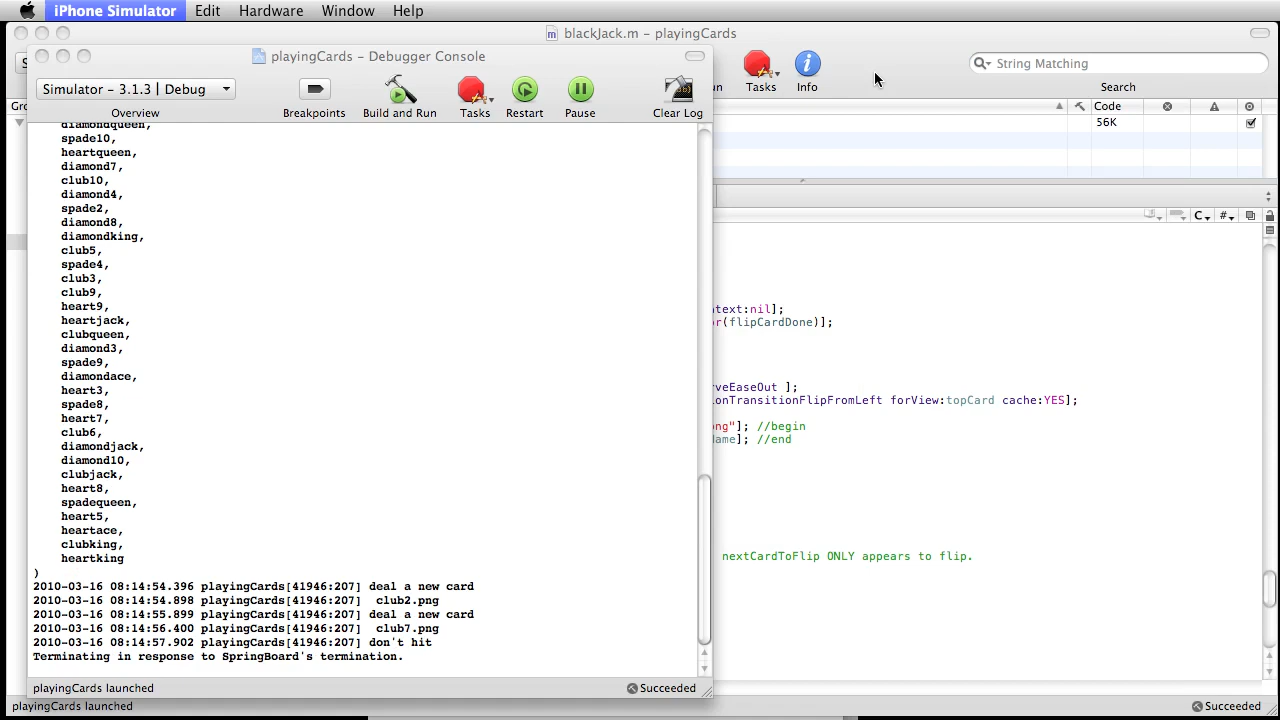 iPhone Simulator Edit Hardware Window Help
blackJack.m - playingCards
playingCards - Debugger Console
String Matching
Simulator - 3.1.3 | Debug
Overview Breakpoints Build and Run Tasks Restart Pause Clear Log
Tasks Info Search
Code
56K
diamondqueen,
spade10,
heartqueen,
diamond7,
club10,
diamond4,
spade2,
diamond8,
diamondking,
club5,
spade4,
club3,
club9,
heart9,
heartjack,
clubqueen,
diamond3,
spade9,
diamondace,
heart3,
spade8,
heart7,
club6,
diamondjack,
diamond10,
clubjack,
heart8,
spadequeen,
heart5,
heartace,
clubking,
heartking
)
2010-03-16 08:14:54.396 playingCards[41946:207] deal a new card
2010-03-16 08:14:54.898 playingCards[41946:207]  club2.png
2010-03-16 08:14:55.899 playingCards[41946:207] deal a new card
2010-03-16 08:14:56.400 playingCards[41946:207]  club7.png
2010-03-16 08:14:57.902 playingCards[41946:207] don't hit
Terminating in response to SpringBoard's termination.
playingCards launched Succeeded
C #
text:nil];
r(flipCardDone)];
veEaseOut ];
onTransitionFlipFromLeft forView:topCard cache:YES];
ng"]; //begin
ame]; //end
nextCardToFlip ONLY appears to flip.
playingCards launched Succeeded